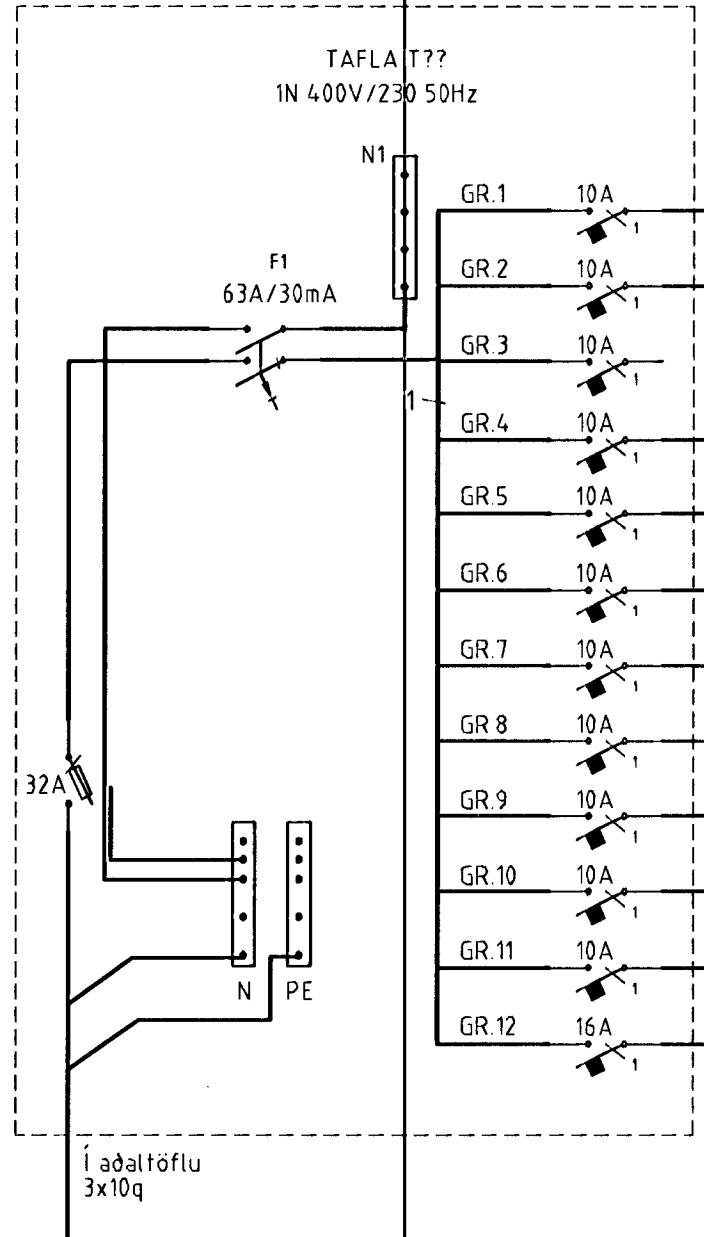 TAFLA T??
1N 400V/230 50Hz
N1
F1
63A/30mA
GR.1 10A 1
GR.2 10A 1
GR.3 10A 1
1
GR.4 10A 1
GR.5 10A 1
GR.6 10A 1
GR.7 10A 1
GR 8 10A 1
GR.9 10A 1
GR.10 10A 1
GR.11 10A 1
GR.12 16A 1
32A
N PE
Í aðaltöflu
3x10q